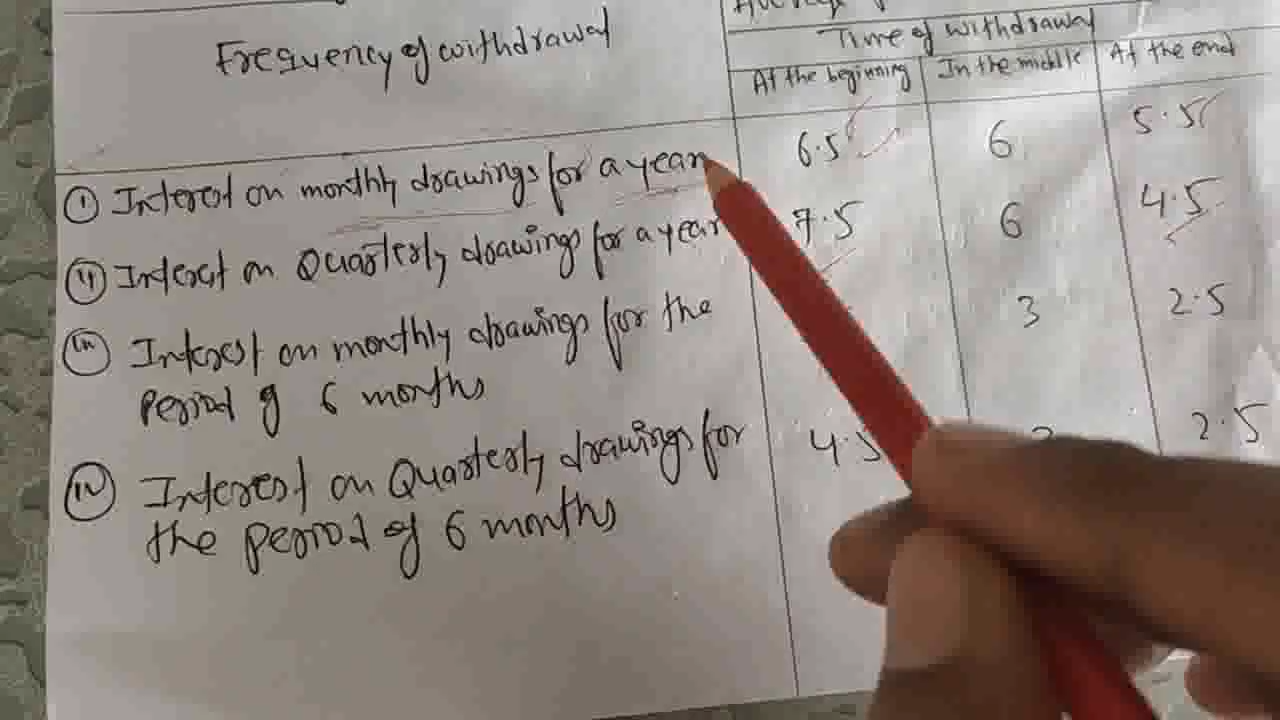 Time of withdrawal
Frequency of withdrawal
At the beginning In the middle At the end
① Interest on monthly drawings for a year 6.5 6 5.5
(ii) Interest on Quarterly drawings for a year 7.5 6 4.5
(iii) Interest on monthly drawings for the 3 2.5
period of 6 months
(iv) Interest on Quarterly drawings for 4.5 2.5
the period of 6 months